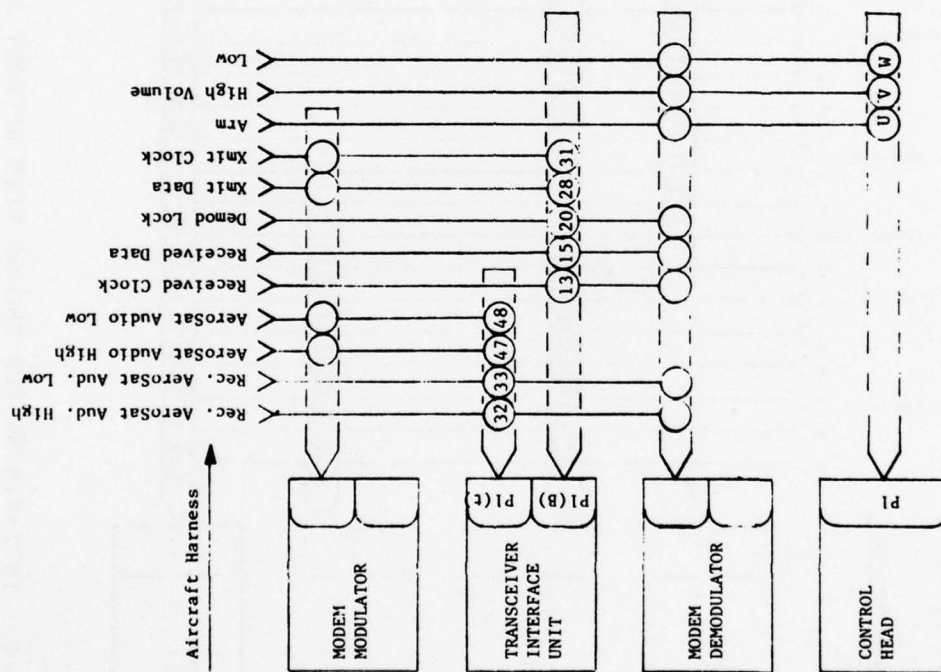 Aircraft Harness
Rec. AeroSat Aud. High
Rec. AeroSat Aud. Low
AeroSat Audio High
AeroSat Audio Low
Received Clock
Received Data
Demod Lock
Xmit Data
Xmit Clock
Arm
High Volume
Low
MODEM
MODULATOR
TRANSCEIVER
INTERFACE
UNIT
P1(t)
P1(B)
32
33
47
48
13
15
20
28
31
MODEM
DEMODULATOR
CONTROL
HEAD
P1
U
V
W